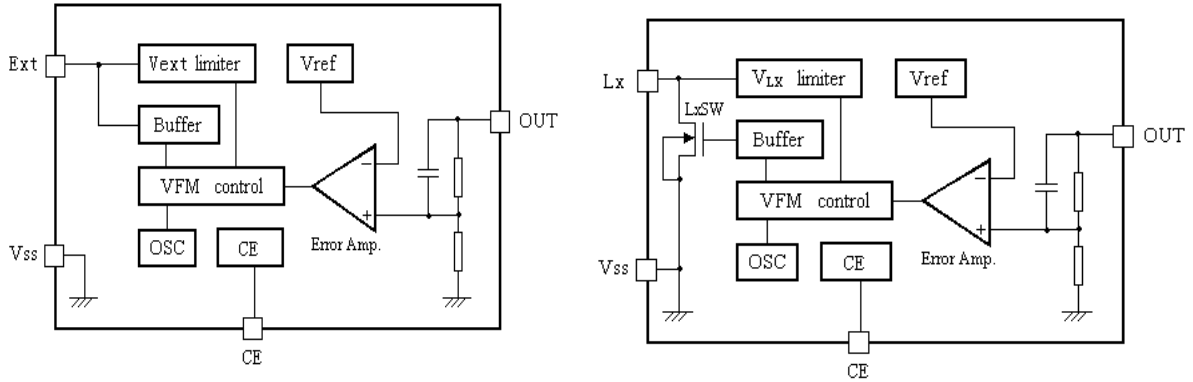 Ext
Vext limiter
Vref
Buffer
OUT
VFM control
−
+
Error Amp.
OSC
CE
Vss
CE
Lx
VLX limiter
Vref
LxSW
Buffer
OUT
VFM control
−
+
Error Amp.
OSC
CE
Vss
CE